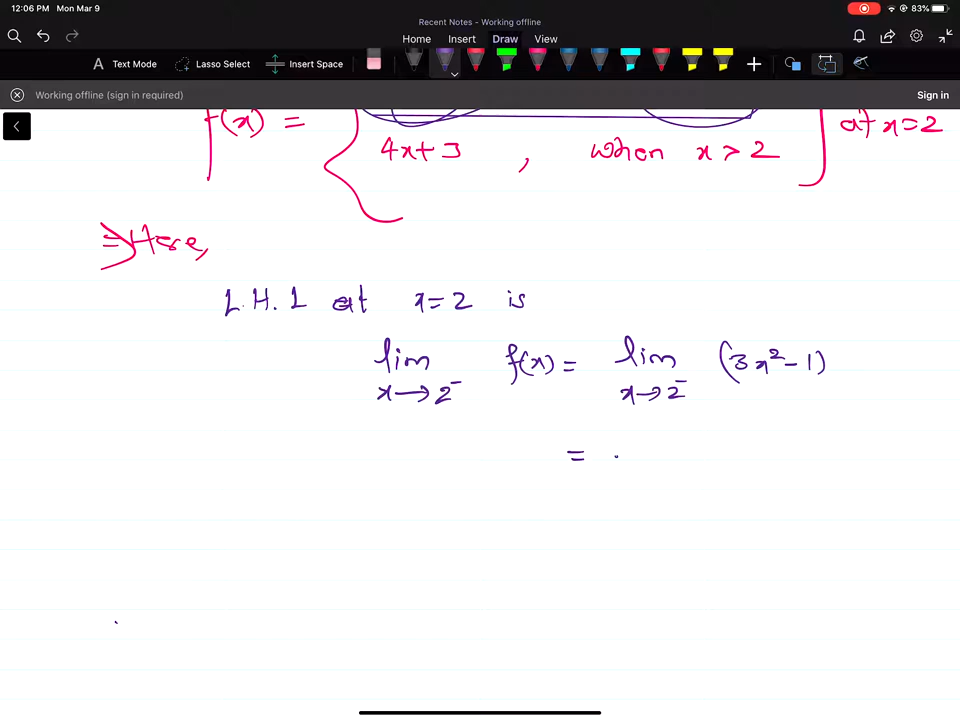 12:06 PM Mon Mar 9
83%
Recent Notes - Working offline
Home Insert Draw View
Text Mode Lasso Select Insert Space
Working offline (sign in required) Sign in
f(x) =
4x+3 , when x > 2
at x=2
⇒ Here,
L.H.L at x=2 is
lim f(x) = lim (3x²-1)
x→2⁻ x→2⁻
=